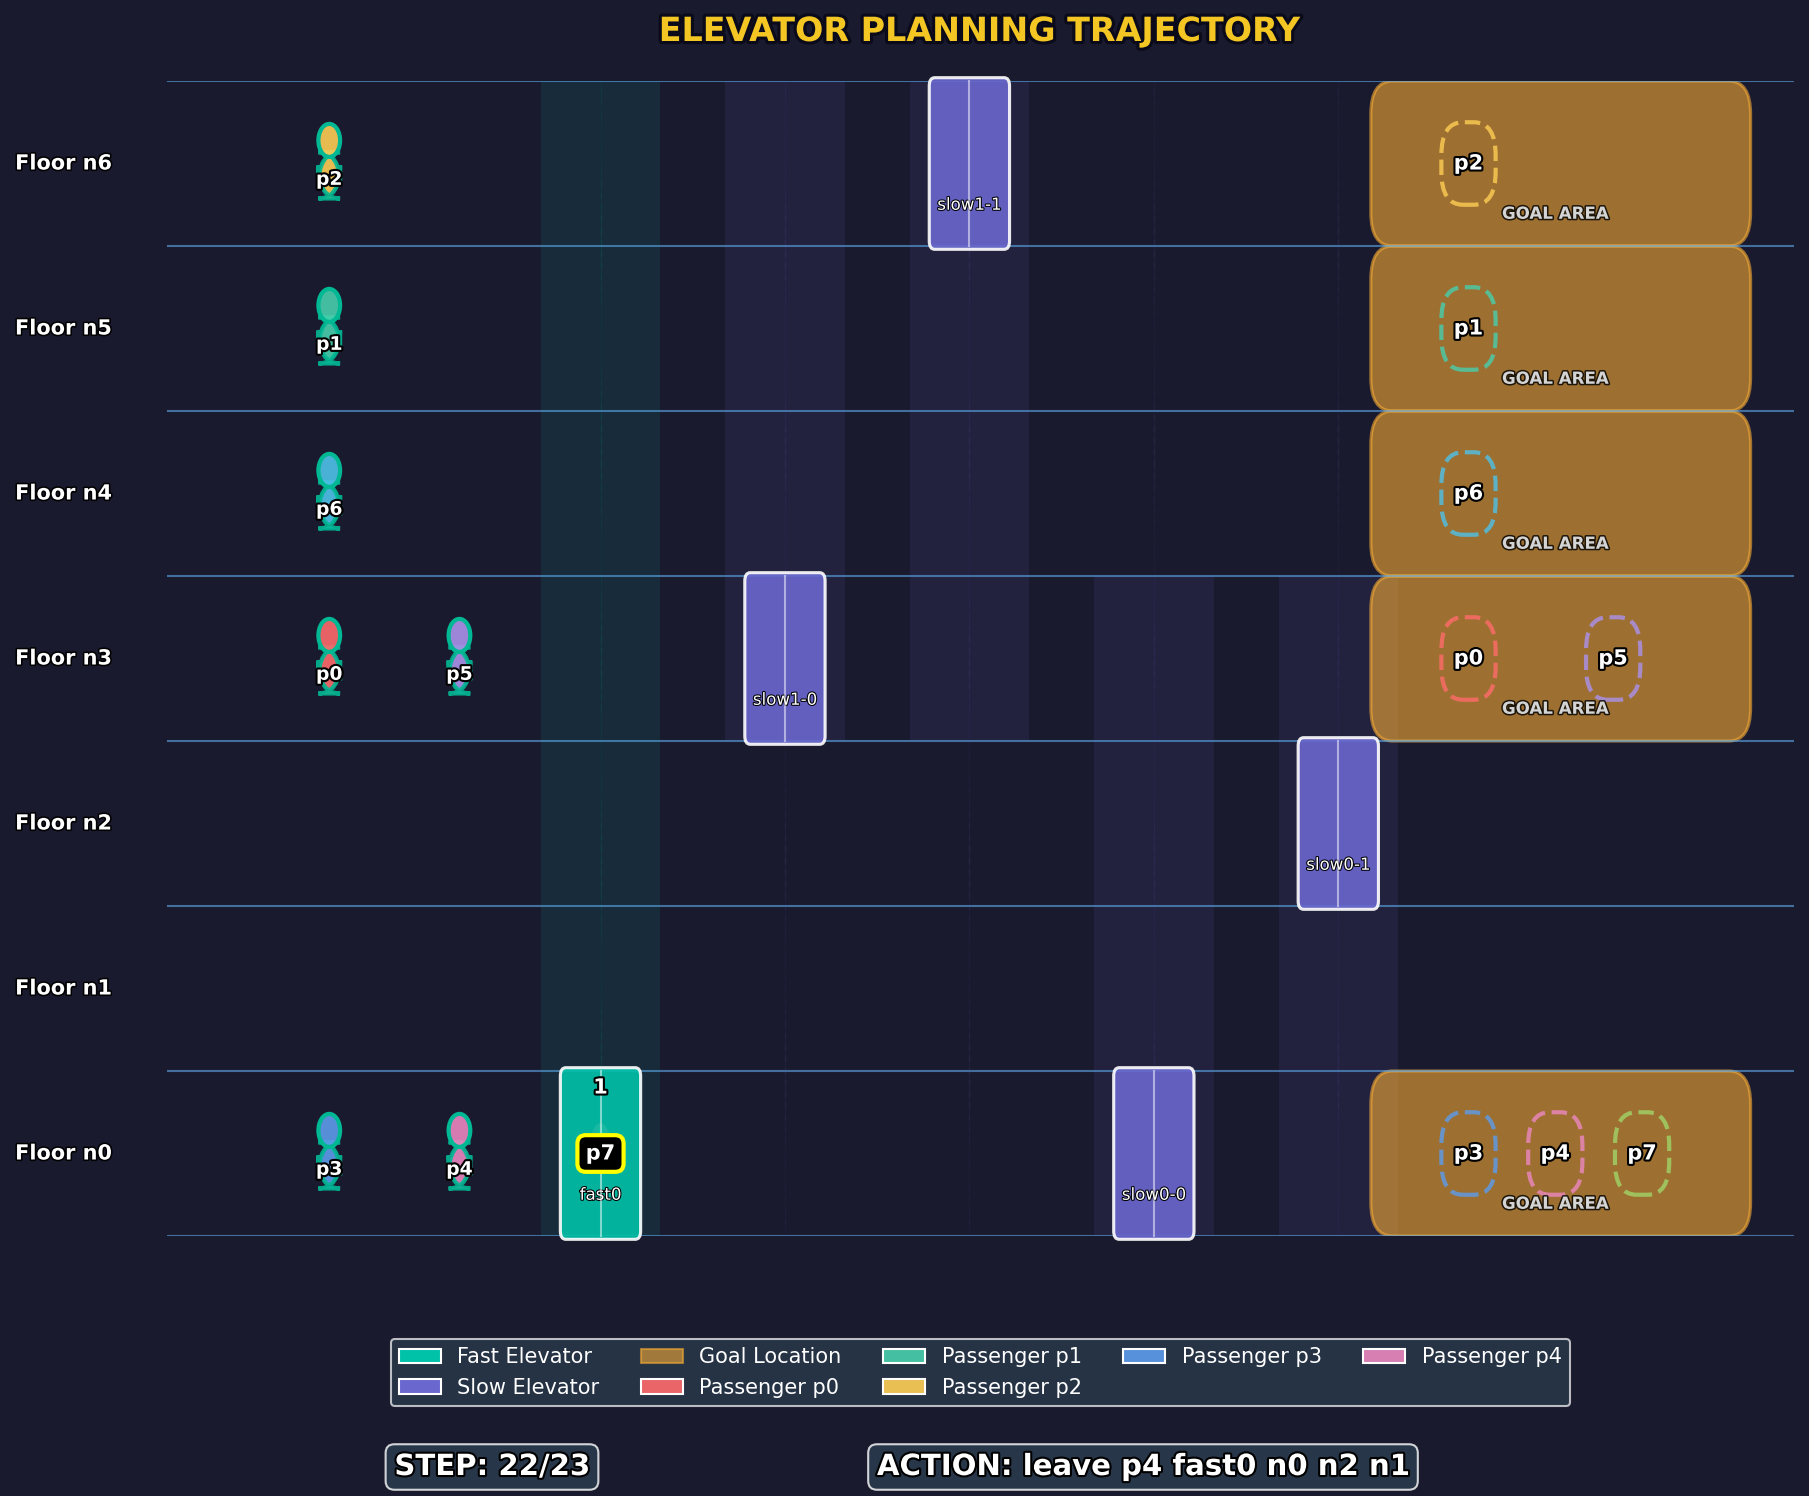 ELEVATOR PLANNING TRAJECTORY
Floor n6
p2
slow1-1
p2
GOAL AREA
Floor n5
p1
p1
GOAL AREA
Floor n4
p6
p6
GOAL AREA
Floor n3
p0 p5
slow1-0
p0 p5
GOAL AREA
Floor n2
slow0-1
Floor n1
Floor n0
p3 p4
1
p7
fast0
slow0-0
p3 p4 p7
GOAL AREA
Fast Elevator Goal Location Passenger p1 Passenger p3 Passenger p4
Slow Elevator Passenger p0 Passenger p2
STEP: 22/23 ACTION: leave p4 fast0 n0 n2 n1